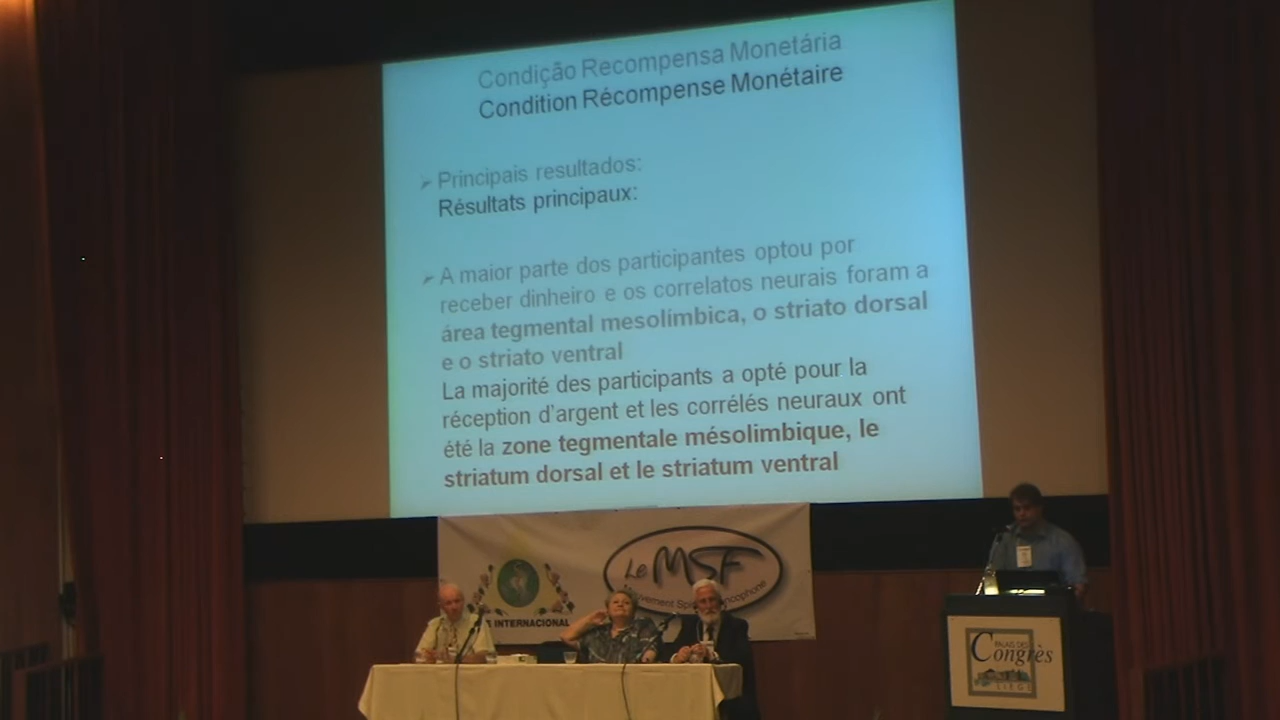 Condição Recompensa Monetária
Condition Récompense Monétaire
➢ Principais resultados:
Résultats principaux:
➢ A maior parte dos participantes optou por
receber dinheiro e os correlatos neurais foram a
área tegmental mesolímbica, o striato dorsal
e o striato ventral
La majorité des participants a opté pour la
réception d'argent et les corrélés neuraux ont
été la zone tegmentale mésolimbique, le
striatum dorsal et le striatum ventral
Le MSF
INTERNACIONAL
PALAIS DES
Congrès
LIEGE